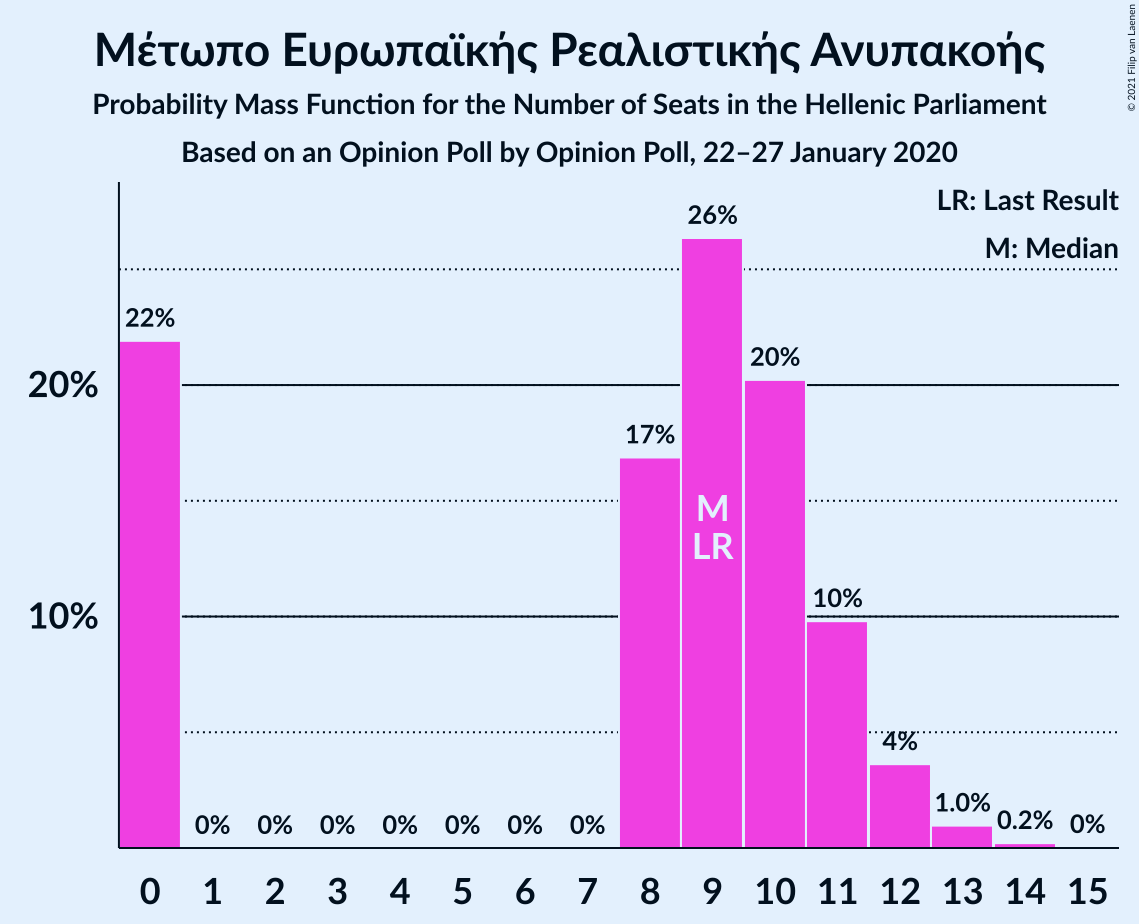 Μέτωπο Ευρωπαϊκής Ρεαλιστικής Ανυπακοής
Probability Mass Function for the Number of Seats in the Hellenic Parliament
Based on an Opinion Poll by Opinion Poll, 22–27 January 2020
© 2021 Filip van Laenen
LR: Last Result
M: Median
26%
22%
20%
20%
17%
M
LR
10%
10%
4%
0% 0% 0% 0% 0% 0% 0% 1.0% 0.2% 0%
0 1 2 3 4 5 6 7 8 9 10 11 12 13 14 15